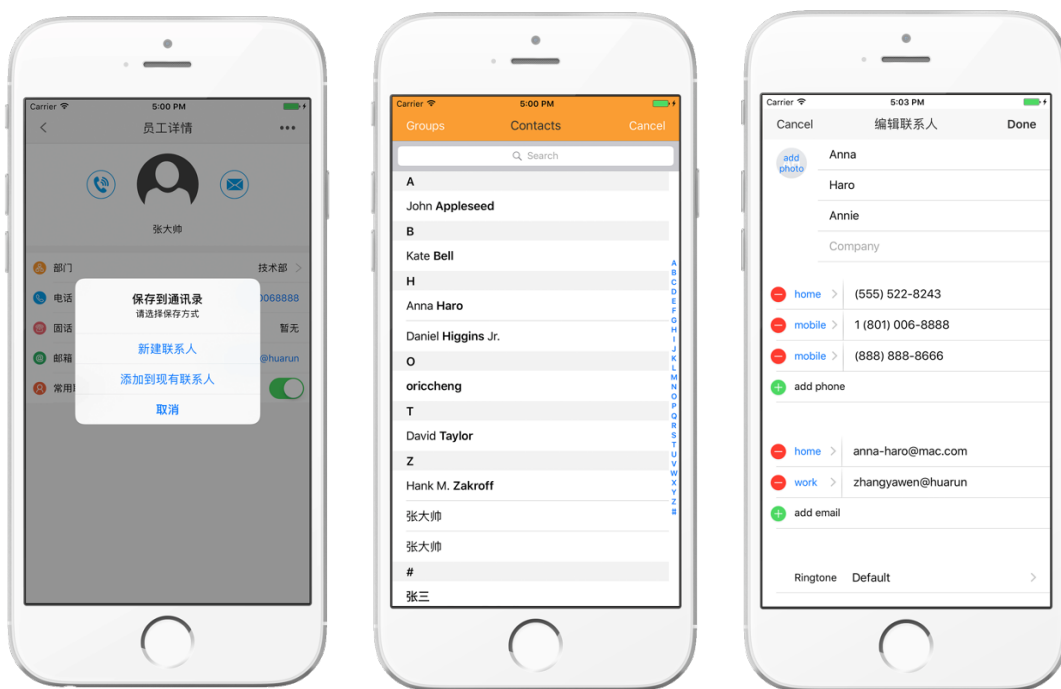 Carrier 5:00 PM
员工详情
张大帅
部门 技术部
电话 0068888
固话 暂无
邮箱 @huarun
常用
保存到通讯录
请选择保存方式
新建联系人
添加到现有联系人
取消
Carrier 5:00 PM
Groups Contacts Cancel
Search
A
John Appleseed
B
Kate Bell
H
Anna Haro
Daniel Higgins Jr.
O
oriccheng
T
David Taylor
Z
Hank M. Zakroff
张大帅
张大帅
#
张三
A
B
C
D
E
F
G
H
I
J
K
L
M
N
O
P
Q
R
S
T
U
V
W
X
Y
Z
#
Carrier 5:03 PM
Cancel 编辑联系人 Done
add photo
Anna
Haro
Annie
Company
home (555) 522-8243
mobile 1 (801) 006-8888
mobile (888) 888-8666
add phone
home anna-haro@mac.com
work zhangyawen@huarun
add email
Ringtone Default